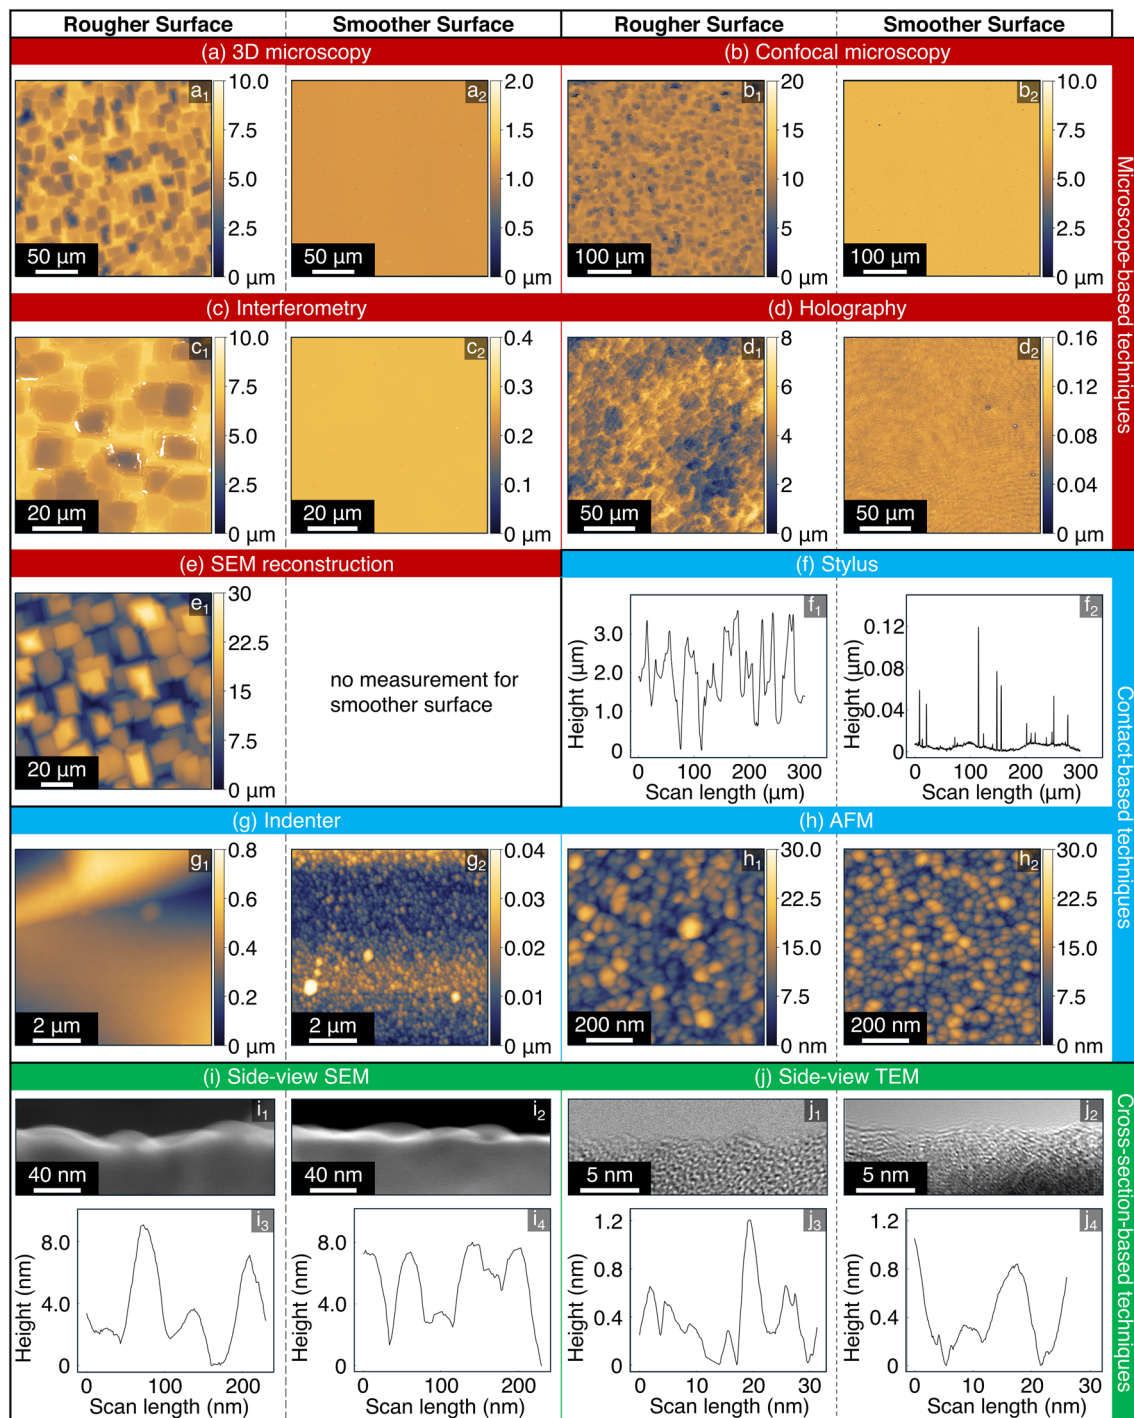 Rougher Surface
Smoother Surface
Rougher Surface
Smoother Surface
(a) 3D microscopy
(b) Confocal microscopy
a1
10.0
7.5
5.0
2.5
0 µm
50 µm
a2
2.0
1.5
1.0
0.5
0 µm
50 µm
b1
20
15
10
5
0 µm
100 µm
b2
10.0
7.5
5.0
2.5
0 µm
100 µm
Microscope-based techniques
(c) Interferometry
(d) Holography
c1
10.0
7.5
5.0
2.5
0 µm
20 µm
c2
0.4
0.3
0.2
0.1
0 µm
20 µm
d1
8
6
4
2
0 µm
50 µm
d2
0.16
0.12
0.08
0.04
0 µm
50 µm
(e) SEM reconstruction
(f) Stylus
e1
30
22.5
15
7.5
0 µm
20 µm
no measurement for
smoother surface
f1
Height (µm)
3.0
2.0
1.0
0
0
100
200
300
Scan length (µm)
f2
Height (µm)
0.12
0.08
0.04
0
0
100
200
300
Scan length (µm)
Contact-based techniques
(g) Indenter
(h) AFM
g1
0.8
0.6
0.4
0.2
0 µm
2 µm
g2
0.04
0.03
0.02
0.01
0 µm
2 µm
h1
30.0
22.5
15.0
7.5
0 nm
200 nm
h2
30.0
22.5
15.0
7.5
0 nm
200 nm
(i) Side-view SEM
(j) Side-view TEM
i1
40 nm
i2
40 nm
j1
5 nm
j2
5 nm
Cross-section-based techniques
i3
Height (nm)
8.0
4.0
0
0
100
200
Scan length (nm)
i4
Height (nm)
8.0
4.0
0
0
100
200
Scan length (nm)
j3
Height (nm)
1.2
0.8
0.4
0
0
10
20
30
Scan length (nm)
j4
Height (nm)
1.2
0.8
0.4
0
0
10
20
30
Scan length (nm)